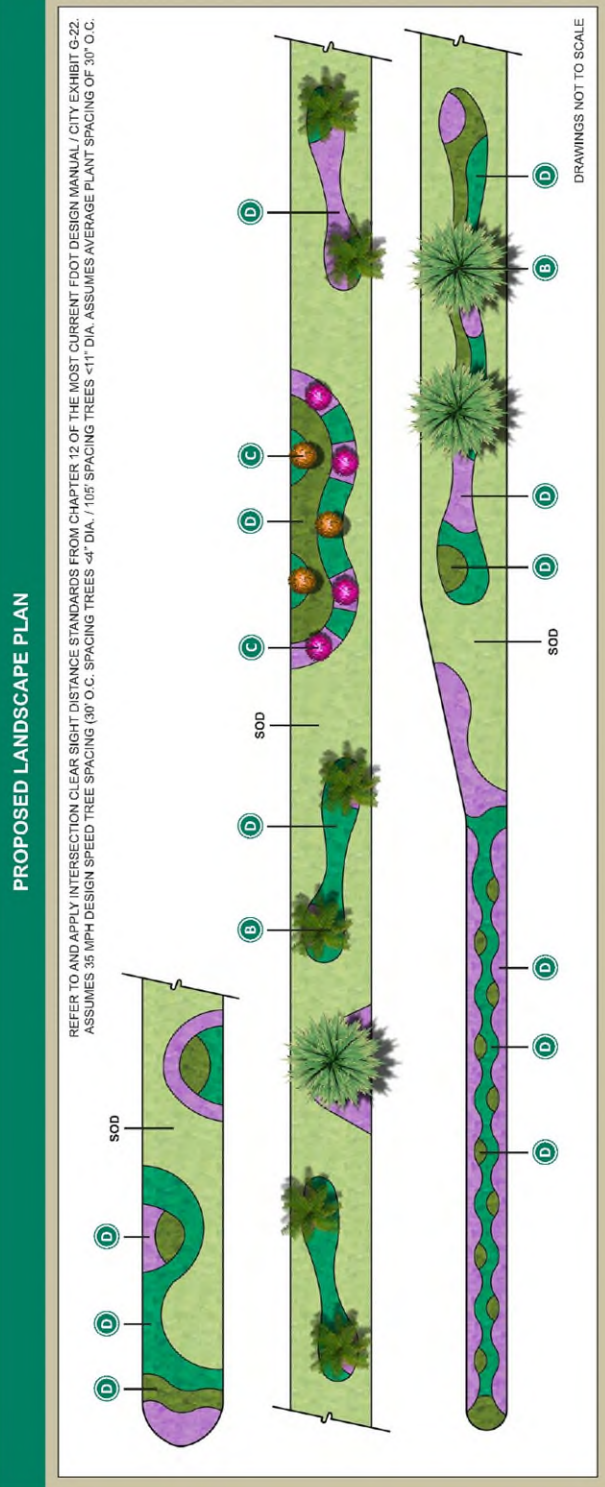 PROPOSED LANDSCAPE PLAN
REFER TO AND APPLY INTERSECTION CLEAR SIGHT DISTANCE STANDARDS FROM CHAPTER 12 OF THE MOST CURRENT FDOT DESIGN MANUAL / CITY EXHIBIT G-22.
ASSUMES 35 MPH DESIGN SPEED TREE SPACING (30' O.C. SPACING TREES <4" DIA. / 105' SPACING TREES <11" DIA. ASSUMES AVERAGE PLANT SPACING OF 30" O.C.
D
D
D
SOD
B
D
SOD
C
D
C
D
D
D
D
SOD
D
D
B
D
DRAWINGS NOT TO SCALE